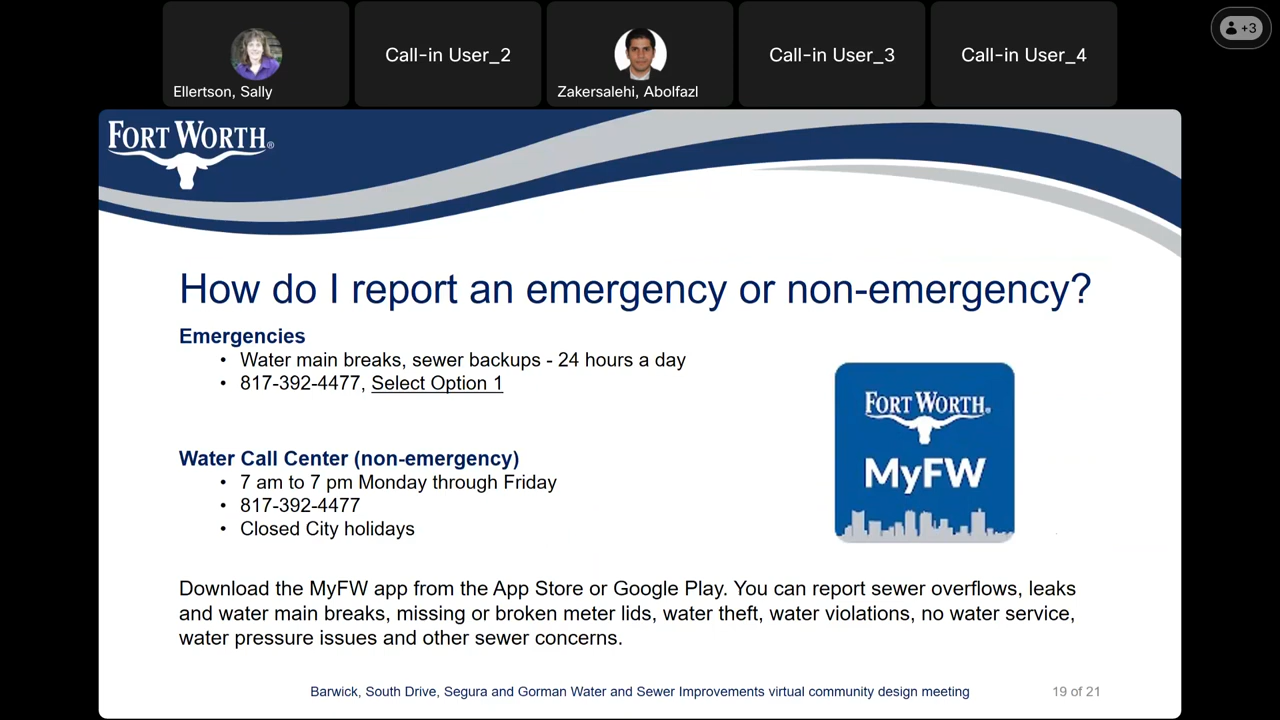 +3
Call-in User_2
Call-in User_3
Call-in User_4
Ellertson, Sally
Zakersalehi, Abolfazl
FORT WORTH®
How do I report an emergency or non-emergency?
Emergencies
• Water main breaks, sewer backups - 24 hours a day
• 817-392-4477, Select Option 1
Water Call Center (non-emergency)
• 7 am to 7 pm Monday through Friday
• 817-392-4477
• Closed City holidays
FORT WORTH®
MyFW
Download the MyFW app from the App Store or Google Play. You can report sewer overflows, leaks
and water main breaks, missing or broken meter lids, water theft, water violations, no water service,
water pressure issues and other sewer concerns.
Barwick, South Drive, Segura and Gorman Water and Sewer Improvements virtual community design meeting
19 of 21